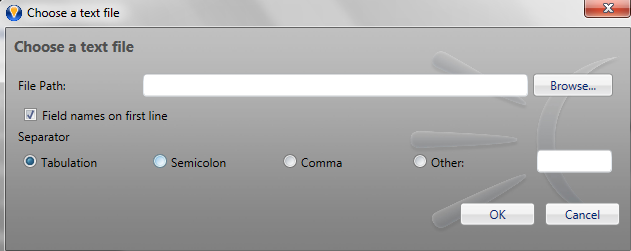 Choose a text file
Choose a text file
File Path:
Browse...
Field names on first line
Separator
Tabulation Semicolon Comma Other:
OK Cancel